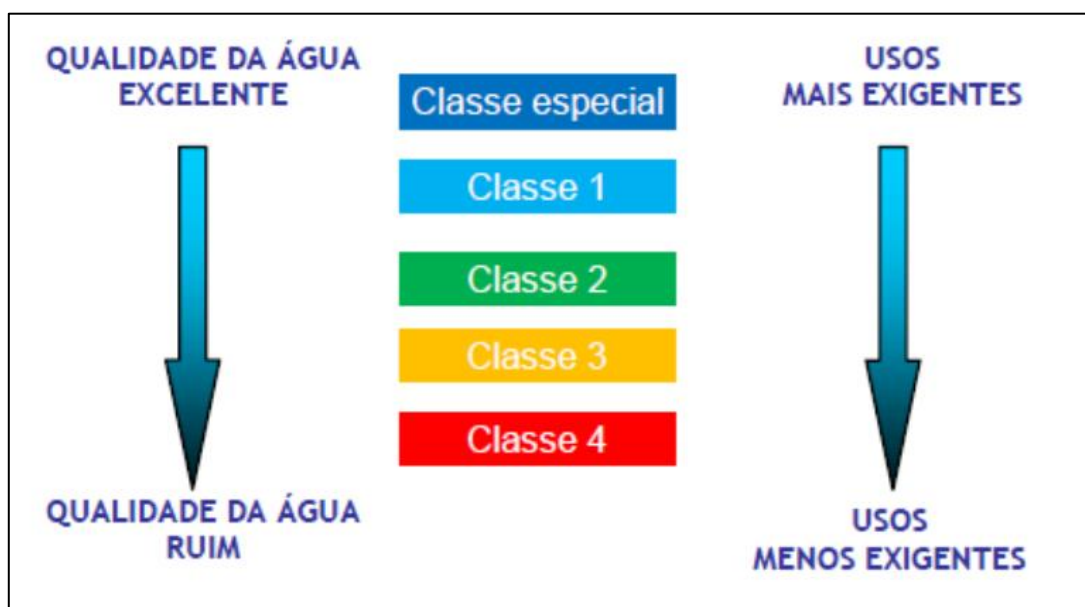 QUALIDADE DA ÁGUA
EXCELENTE
USOS
MAIS EXIGENTES
Classe especial
Classe 1
Classe 2
Classe 3
Classe 4
QUALIDADE DA ÁGUA
RUIM
USOS
MENOS EXIGENTES